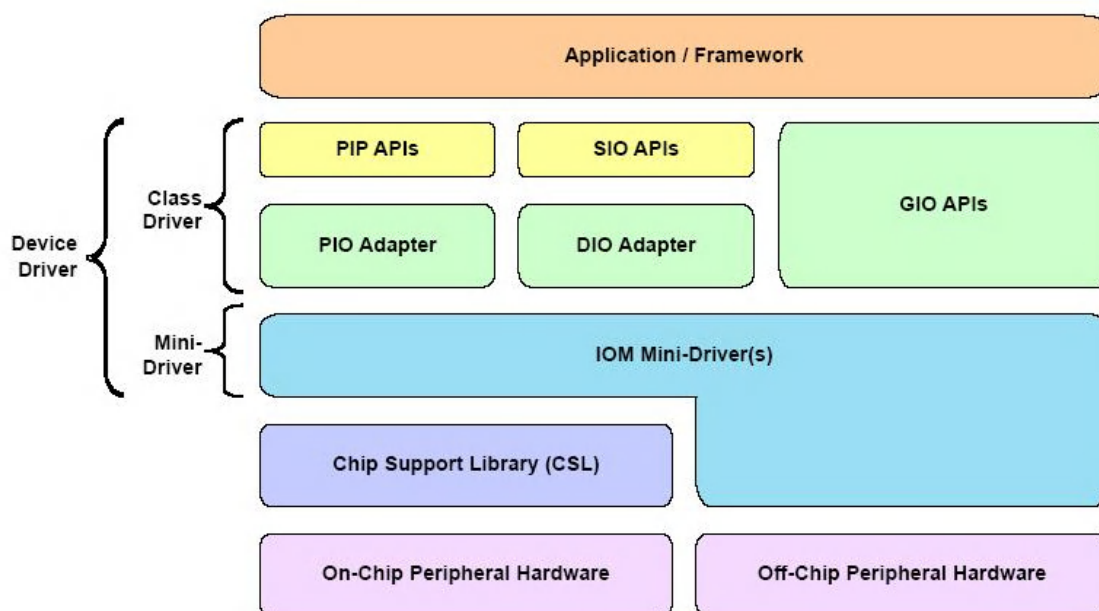 Application / Framework
PIP APIs
SIO APIs
GIO APIs
Class
Driver
PIO Adapter
DIO Adapter
Device
Driver
Mini-
Driver
IOM Mini-Driver(s)
Chip Support Library (CSL)
On-Chip Peripheral Hardware
Off-Chip Peripheral Hardware